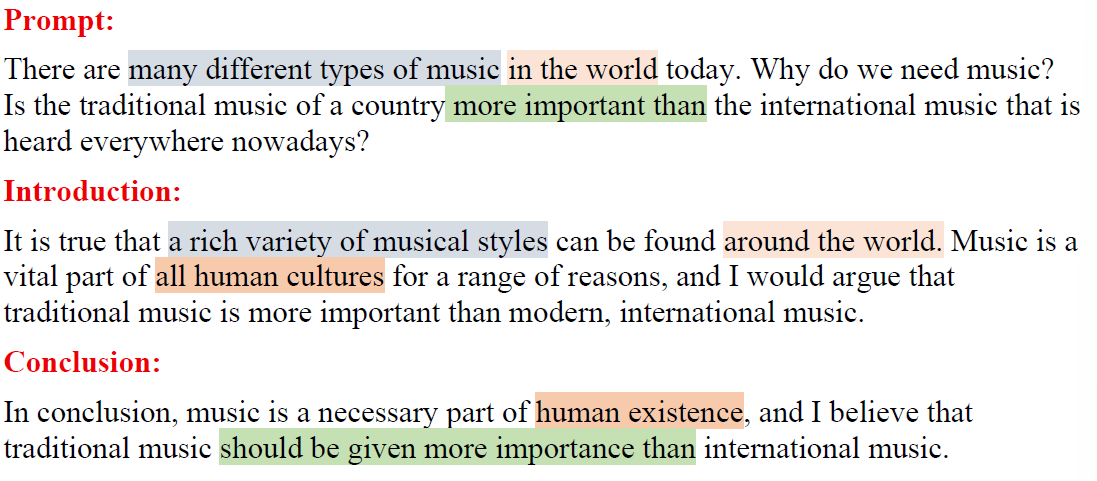 Prompt:
There are many different types of music in the world today. Why do we need music?
Is the traditional music of a country more important than the international music that is
heard everywhere nowadays?
Introduction:
It is true that a rich variety of musical styles can be found around the world. Music is a
vital part of all human cultures for a range of reasons, and I would argue that
traditional music is more important than modern, international music.
Conclusion:
In conclusion, music is a necessary part of human existence, and I believe that
traditional music should be given more importance than international music.